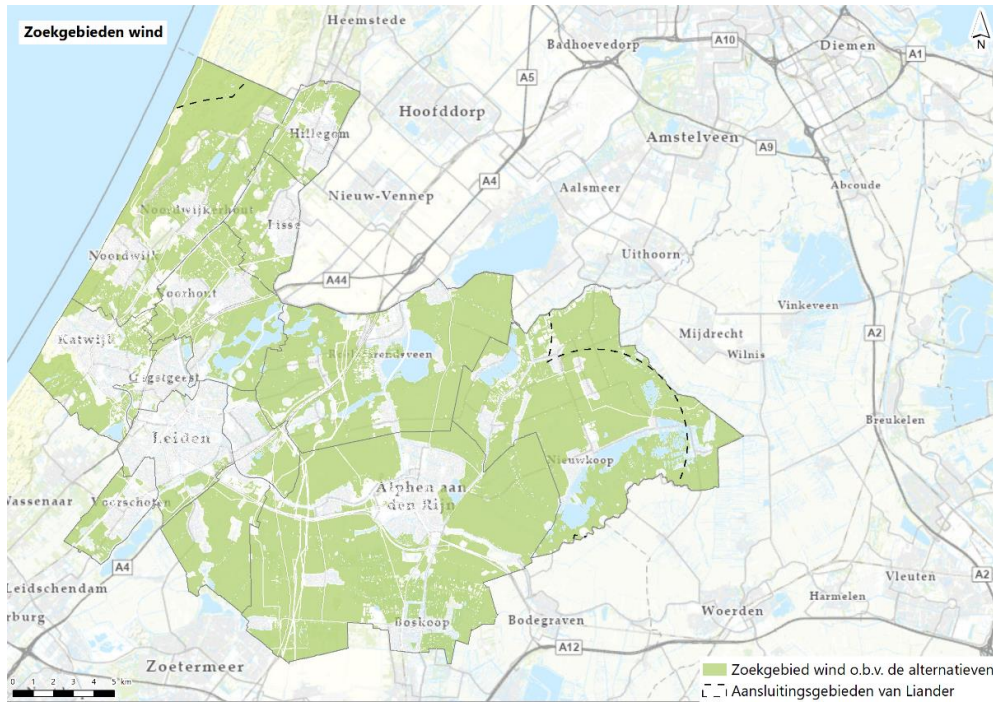 Zoekgebieden wind
Heemstede
Badhoevedorp
A10
Diemen
A1
N
A5
Hoofddorp
Hillegom
Amstelveen
A9
A4
Nieuw-Vennep
Aalsmeer
Abcoude
Noordwijkerhout
Lisse
Noordwijk
Uithoorn
A44
Voorhout
Vinkeveen
Katwijk
Mijdrecht
A2
Wilnis
Roelofarendsveen
Oegstgeest
Breukelen
Leiden
Nieuwkoop
Wassenaar
Voorschoten
Alphen aan
den Rijn
A4
Leidschendam
Vleuten
A2
Harmelen
Woerden
Boskoop
Bodegraven
rburg
A12
Zoetermeer
Zoekgebied wind o.b.v. de alternatieven
0 1 2 3 4 5 km
Aansluitingsgebieden van Liander